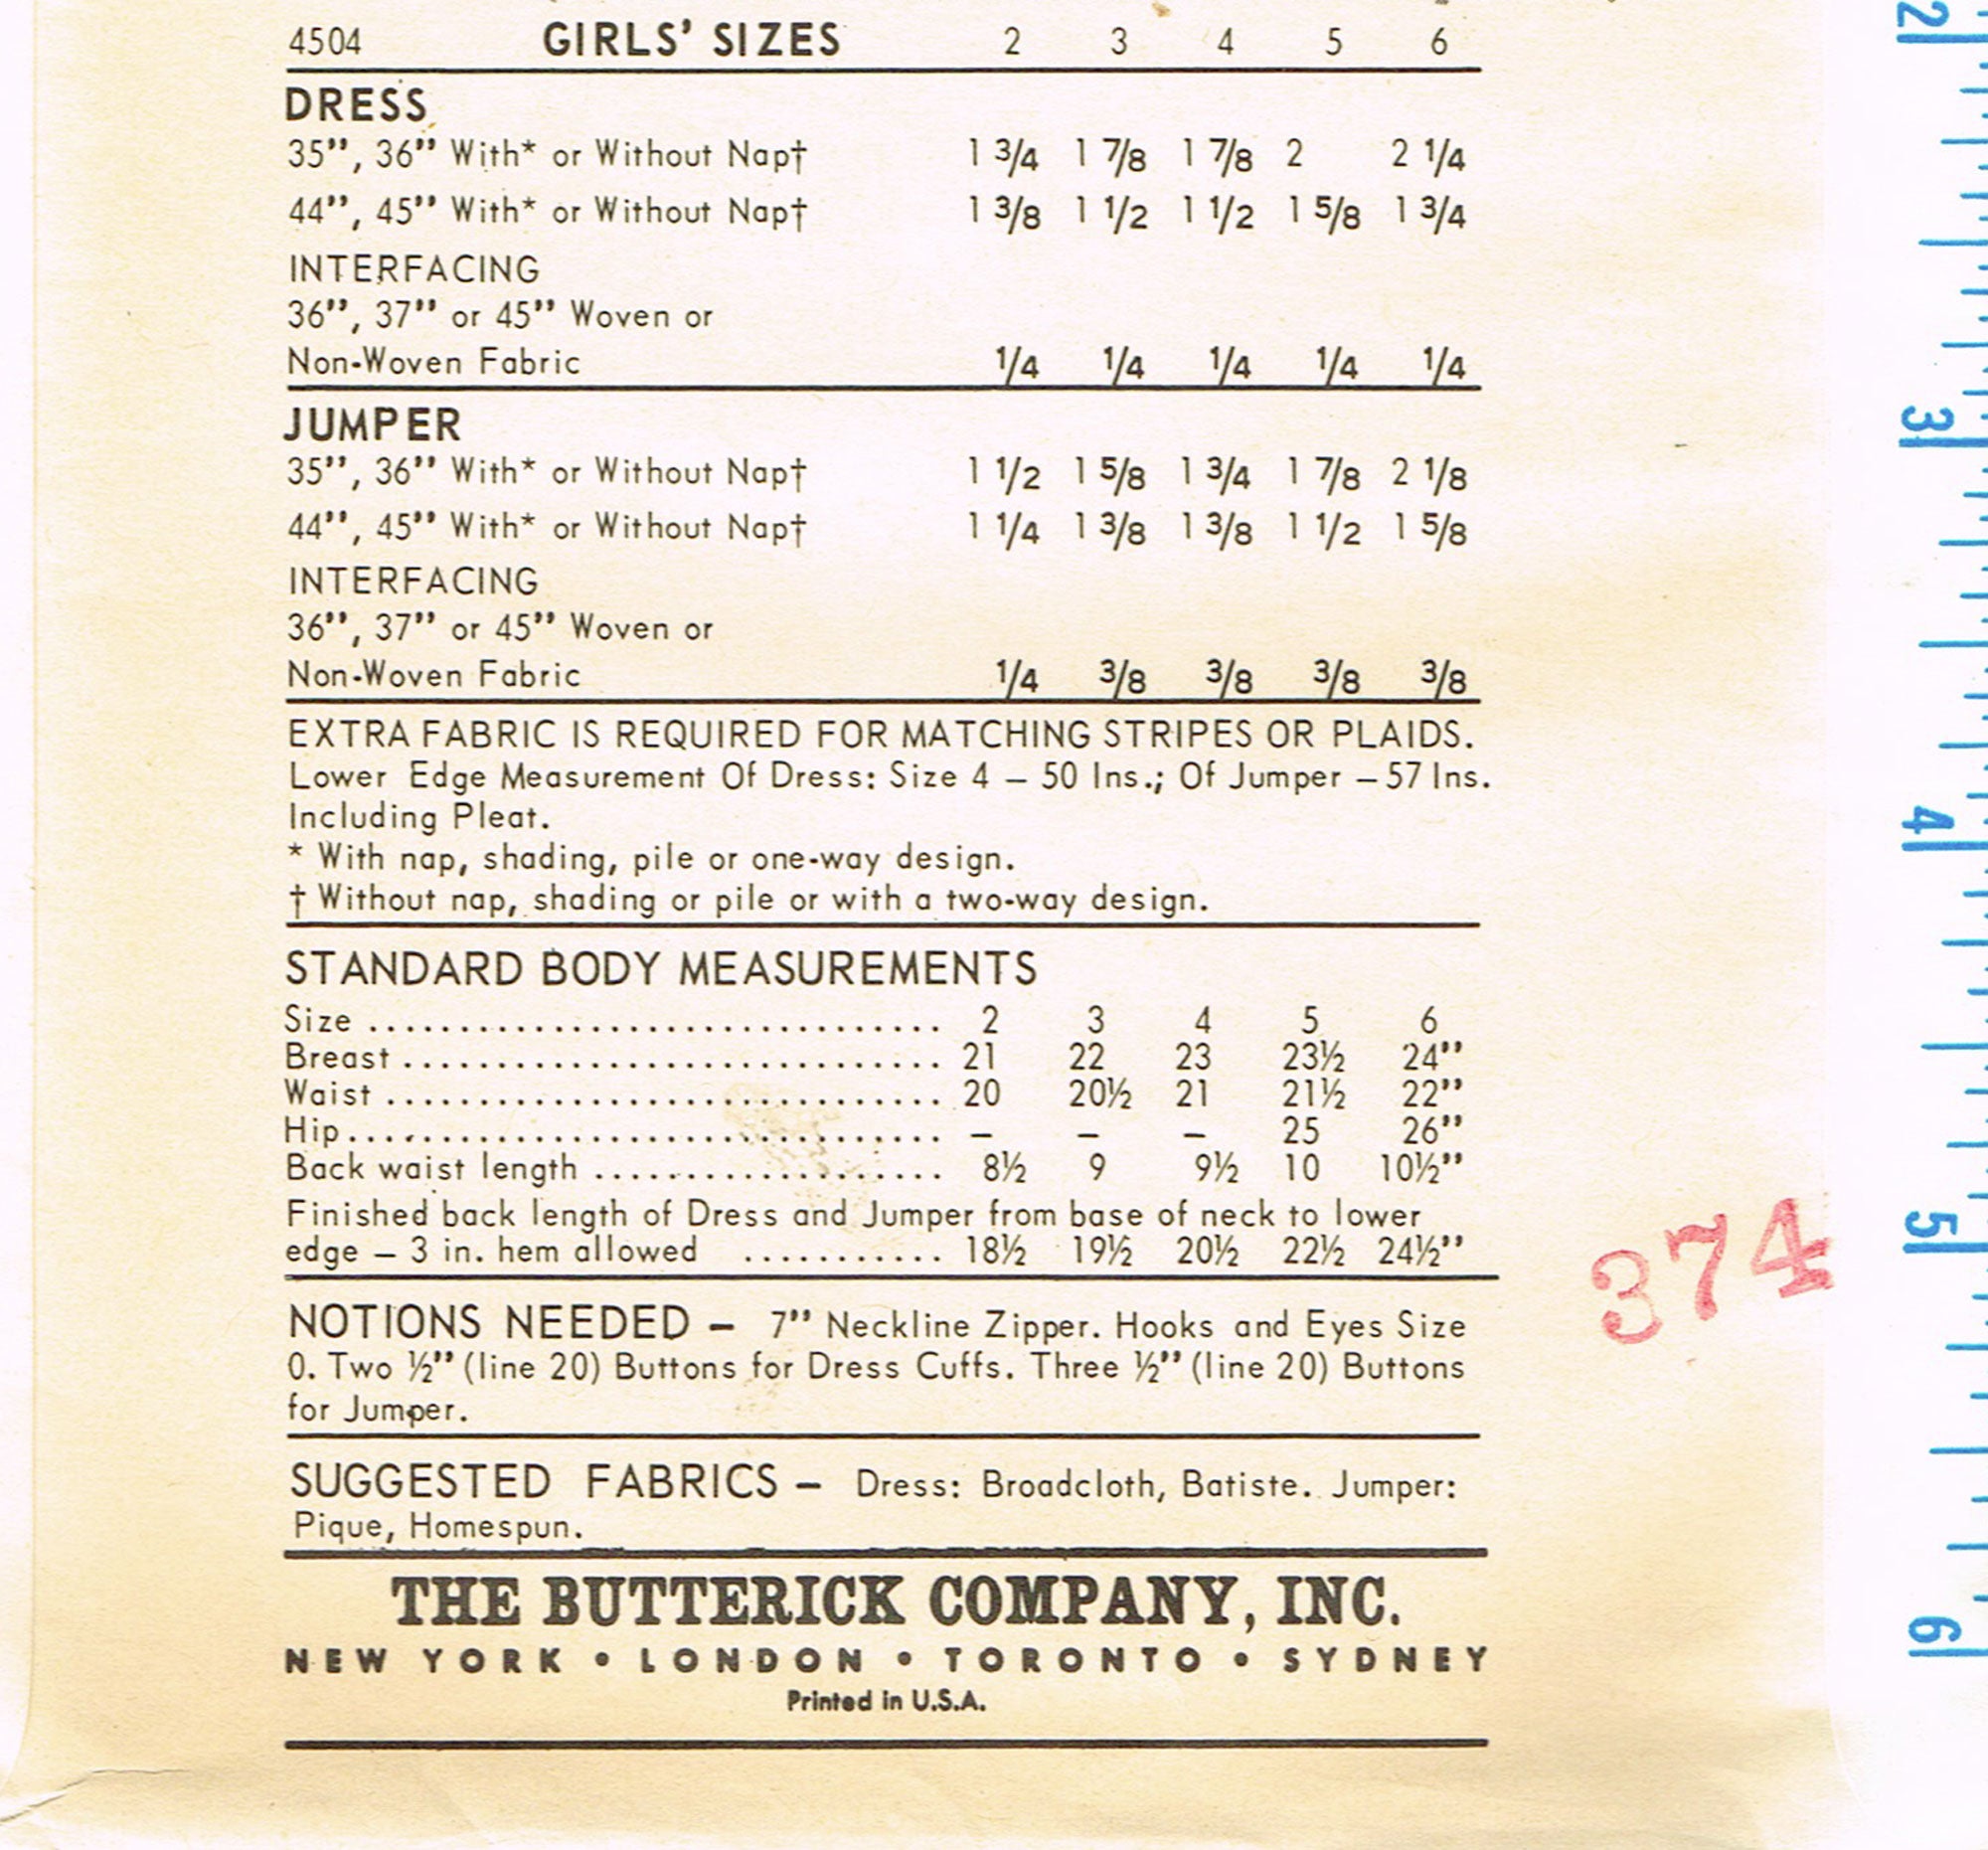 4504 GIRLS' SIZES 2 3 4 5 6
DRESS
35”, 36” With* or Without Nap† 1 3/4 1 7/8 1 7/8 2 2 1/4
44”, 45” With* or Without Nap† 1 3/8 1 1/2 1 1/2 1 5/8 1 3/4
INTERFACING
36”, 37” or 45” Woven or
Non-Woven Fabric 1/4 1/4 1/4 1/4 1/4
JUMPER
35”, 36” With* or Without Nap† 1 1/2 1 5/8 1 3/4 1 7/8 2 1/8
44”, 45” With* or Without Nap† 1 1/4 1 3/8 1 3/8 1 1/2 1 5/8
INTERFACING
36”, 37” or 45” Woven or
Non-Woven Fabric 1/4 3/8 3/8 3/8 3/8
EXTRA FABRIC IS REQUIRED FOR MATCHING STRIPES OR PLAIDS.
Lower Edge Measurement Of Dress: Size 4 – 50 Ins.; Of Jumper – 57 Ins.
Including Pleat.
* With nap, shading, pile or one-way design.
† Without nap, shading or pile or with a two-way design.
STANDARD BODY MEASUREMENTS
Size ................................ 2 3 4 5 6
Breast .............................. 21 22 23 23½ 24”
Waist ............................... 20 20½ 21 21½ 22”
Hip ................................. – – – 25 26”
Back waist length .................... 8½ 9 9½ 10 10½”
Finished back length of Dress and Jumper from base of neck to lower
edge – 3 in. hem allowed ........... 18½ 19½ 20½ 22½ 24½”
NOTIONS NEEDED – 7” Neckline Zipper. Hooks and Eyes Size
0. Two ½” (line 20) Buttons for Dress Cuffs. Three ½” (line 20) Buttons
for Jumper.
SUGGESTED FABRICS – Dress: Broadcloth, Batiste. Jumper:
Pique, Homespun.
THE BUTTERICK COMPANY, INC.
NEW YORK • LONDON • TORONTO • SYDNEY
Printed in U.S.A.
374
2
3
4
5
6